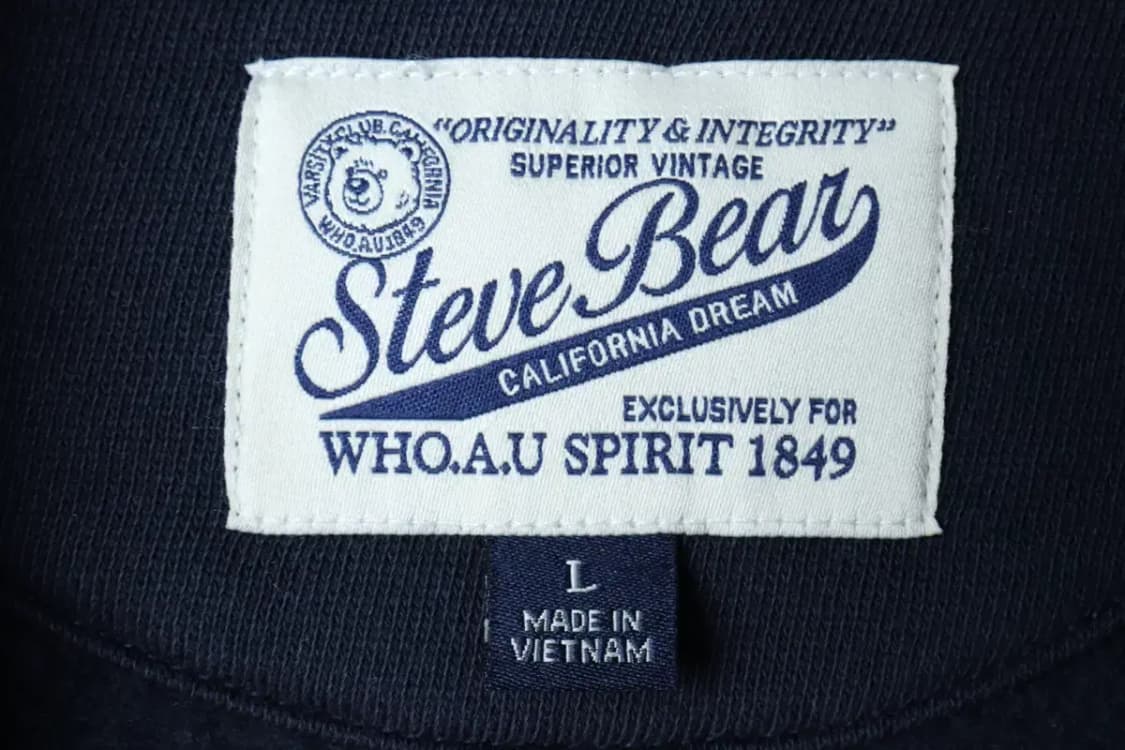 VARSITY CLUB.CALIFORNIA
WHO.A.U1849
“ORIGINALITY & INTEGRITY”
SUPERIOR VINTAGE
Steve Bear
CALIFORNIA DREAM
EXCLUSIVELY FOR
WHO.A.U SPIRIT 1849
L
MADE IN
VIETNAM